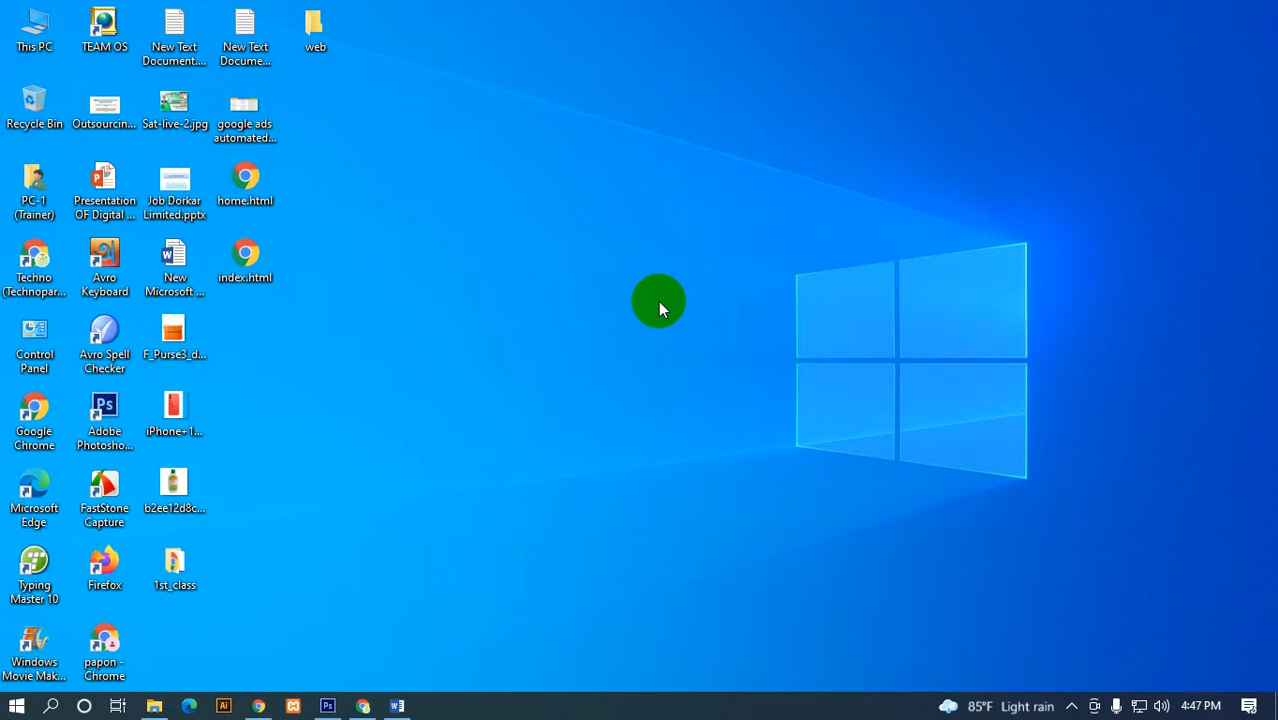 This PC
TEAM OS
New Text
Document....
New Text
Docume...
web
Recycle Bin
Outsourcin...
Sat-live-2.jpg
google ads
automated...
PC-1
(Trainer)
Presentation
OF Digital ...
Job Dorkar
Limited.pptx
home.html
Techno
(Technopar...
Avro
Keyboard
New
Microsoft ...
index.html
Control
Panel
Avro Spell
Checker
F_Purse3_d...
Google
Chrome
Adobe
Photosho...
iPhone+1...
Microsoft
Edge
FastStone
Capture
b2ee12d8c...
Typing
Master 10
Firefox
1st_class
Windows
Movie Mak...
papon -
Chrome
Ps
Ai
Ps
85°F Light rain
4:47 PM